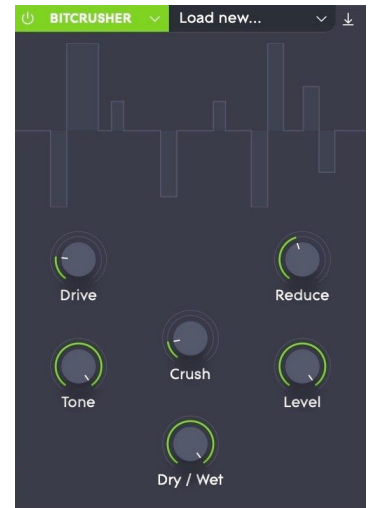 BITCRUSHER Load new...
Drive Reduce
Crush
Tone Level
Dry / Wet